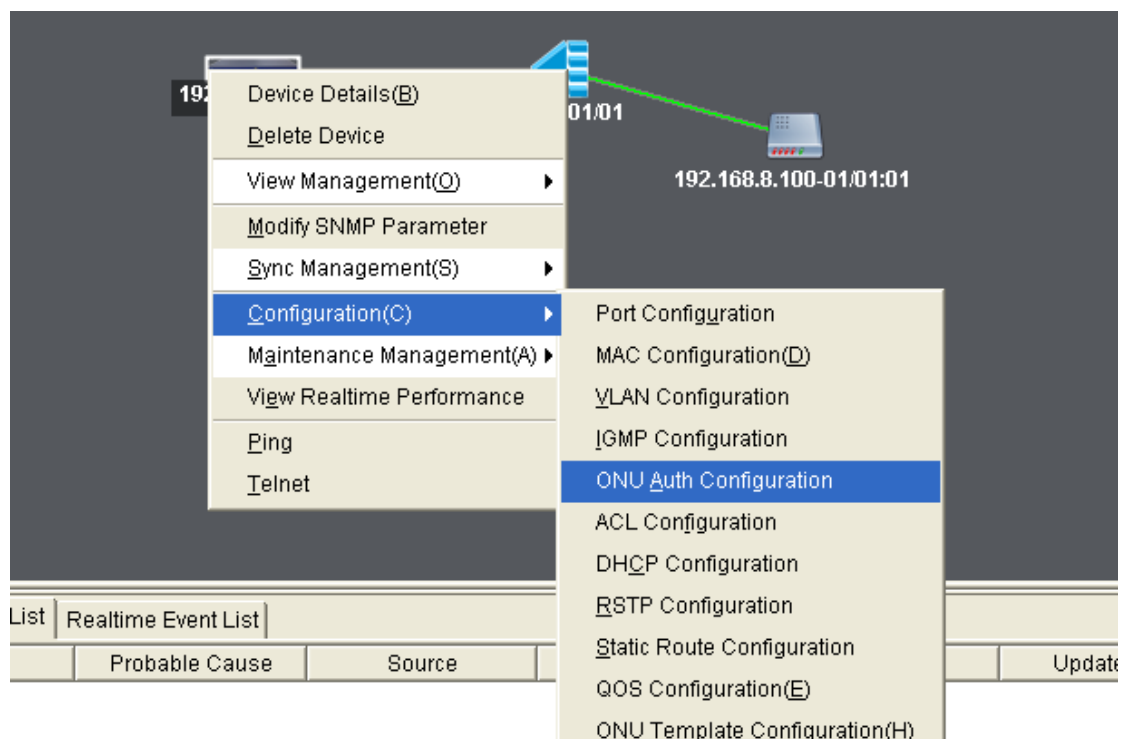 192
01/01
192.168.8.100-01/01:01
Device Details(B)
Delete Device
View Management(O)
Modify SNMP Parameter
Sync Management(S)
Configuration(C)
Maintenance Management(A)
View Realtime Performance
Ping
Telnet
Port Configuration
MAC Configuration(D)
VLAN Configuration
IGMP Configuration
ONU Auth Configuration
ACL Configuration
DHCP Configuration
RSTP Configuration
Static Route Configuration
QOS Configuration(E)
ONU Template Configuration(H)
List
Realtime Event List
Probable Cause
Source
Update